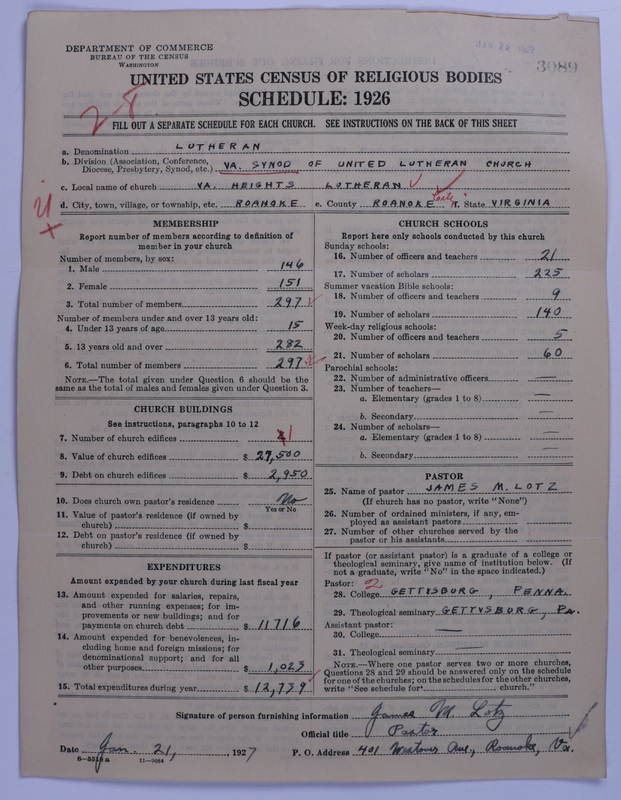 DEPARTMENT OF COMMERCE
BUREAU OF THE CENSUS
WASHINGTON
3089
UNITED STATES CENSUS OF RELIGIOUS BODIES
SCHEDULE: 1926
2-8
FILL OUT A SEPARATE SCHEDULE FOR EACH CHURCH. SEE INSTRUCTIONS ON THE BACK OF THIS SHEET
a. Denomination LUTHERAN
b. Division (Association, Conference, Diocese, Presbytery, Synod, etc.) VA. SYNOD OF UNITED LUTHERAN CHURCH
c. Local name of church VA. HEIGHTS LUTHERAN
d. City, town, village, or township, etc. ROANOKE e. County ROANOKE City f. State VIRGINIA
MEMBERSHIP
Report number of members according to definition of member in your church
Number of members, by sex:
1. Male 146
2. Female 151
3. Total number of members 297
Number of members under and over 13 years old:
4. Under 13 years of age 15
5. 13 years old and over 282
6. Total number of members 297
NOTE.—The total given under Question 6 should be the same as the total of males and females given under Question 3.
CHURCH BUILDINGS
See instructions, paragraphs 10 to 12
7. Number of church edifices 1
8. Value of church edifices $ 27,500
9. Debt on church edifices $ 2,950
10. Does church own pastor's residence No
Yes or No
11. Value of pastor's residence (if owned by church) $
12. Debt on pastor's residence (if owned by church) $
EXPENDITURES
Amount expended by your church during last fiscal year
13. Amount expended for salaries, repairs, and other running expenses; for improvements or new buildings; and for payments on church debt $ 11716
14. Amount expended for benevolences, including home and foreign missions; for denominational support; and for all other purposes $ 1,023
15. Total expenditures during year $ 12,739
CHURCH SCHOOLS
Report here only schools conducted by this church
Sunday schools:
16. Number of officers and teachers 21
17. Number of scholars 225
Summer vacation Bible schools:
18. Number of officers and teachers 9
19. Number of scholars 140
Week-day religious schools:
20. Number of officers and teachers 5
21. Number of scholars 60
Parochial schools:
22. Number of administrative officers —
23. Number of teachers—
a. Elementary (grades 1 to 8) —
b. Secondary —
24. Number of scholars—
a. Elementary (grades 1 to 8) —
b. Secondary —
PASTOR
25. Name of pastor JAMES M. LOTZ
(If church has no pastor, write "None")
26. Number of ordained ministers, if any, employed as assistant pastors
27. Number of other churches served by the pastor or his assistants
If pastor (or assistant pastor) is a graduate of a college or theological seminary, give name of institution below. (If not a graduate, write "No" in the space indicated.)
Pastor: 2
28. College GETTYSBURG, PENNA.
29. Theological seminary GETTYSBURG, PA.
Assistant pastor:
30. College —
31. Theological seminary —
NOTE.—Where one pastor serves two or more churches, Questions 28 and 29 should be answered only on the schedule for one of the churches; on the schedules for the other churches, write "See schedule for church."
Signature of person furnishing information James M. Lotz
Official title Pastor
Date Jan. 21, 1927 P. O. Address 401 Ave., Roanoke, Va.
11-9084